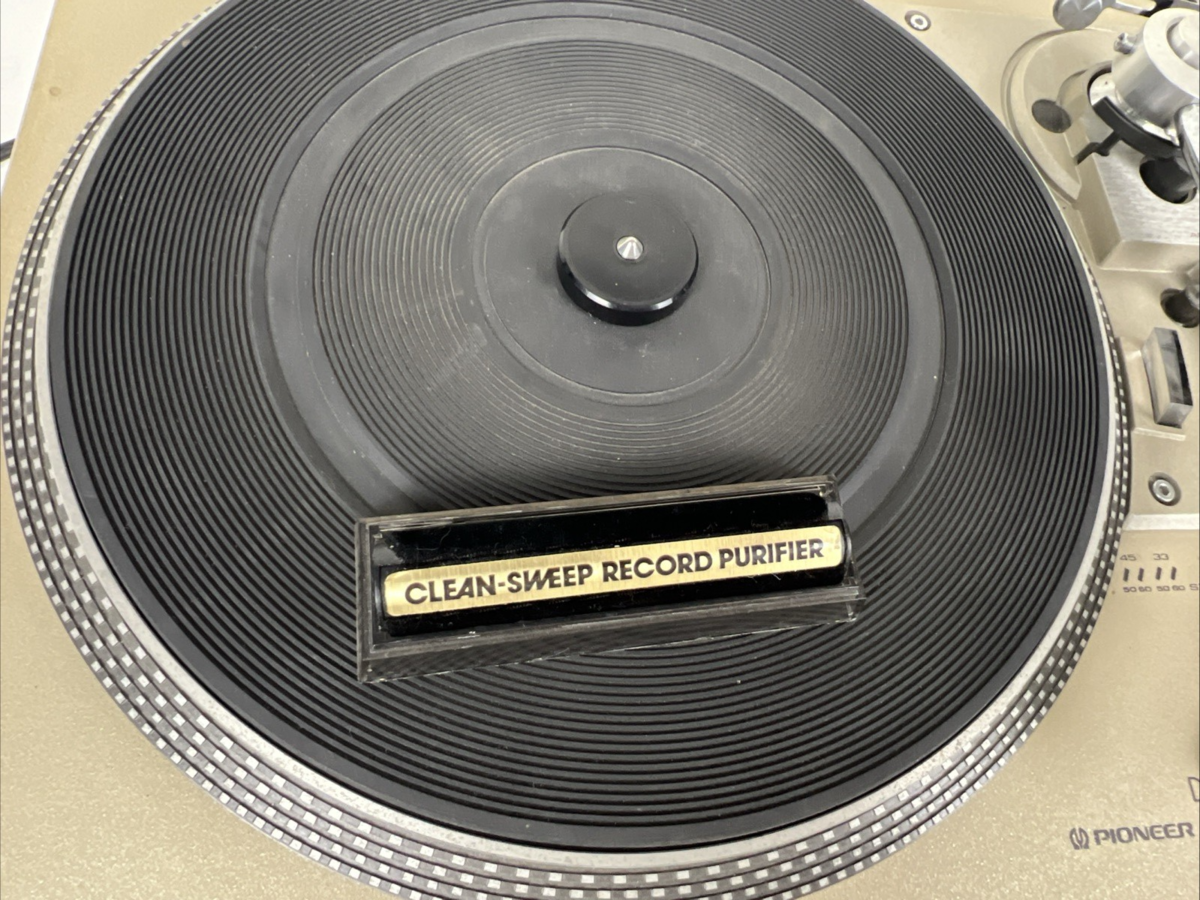 CLEAN-SWEEP RECORD PURIFIER
45 33
50 60 50 60
PIONEER